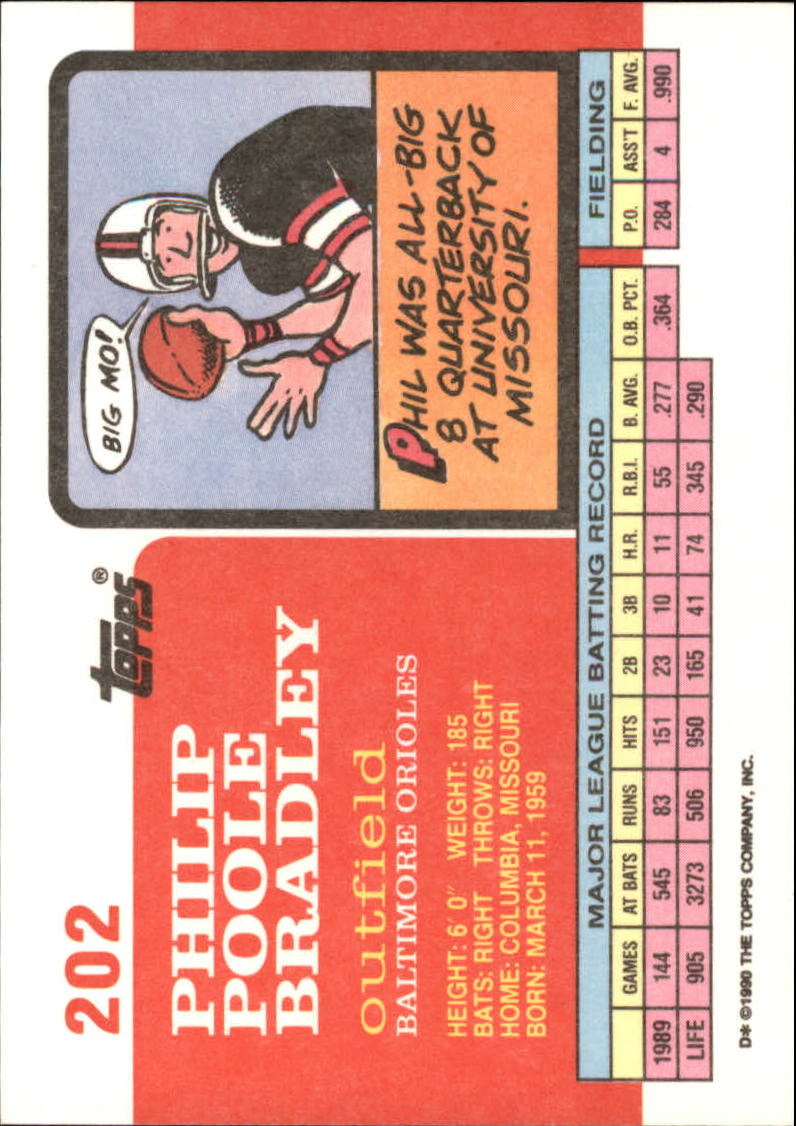 202
Topps®
PHILIP
POOLE
BRADLEY
outfield
BALTIMORE ORIOLES
HEIGHT: 6' 0" WEIGHT: 185
BATS: RIGHT THROWS: RIGHT
HOME: COLUMBIA, MISSOURI
BORN: MARCH 11, 1959
BIG MO!
PHIL WAS ALL-BIG
8 QUARTERBACK
AT UNIVERSITY OF
MISSOURI.
MAJOR LEAGUE BATTING RECORD FIELDING
GAMES AT BATS RUNS HITS 2B 3B H.R. R.B.I. B. AVG. O.B. PCT. P.O. ASS'T F. AVG.
1989 144 545 83 151 23 10 11 55 .277 .364 284 4 .990
LIFE 905 3273 506 950 165 41 74 345 .290
D* ©1990 THE TOPPS COMPANY, INC.